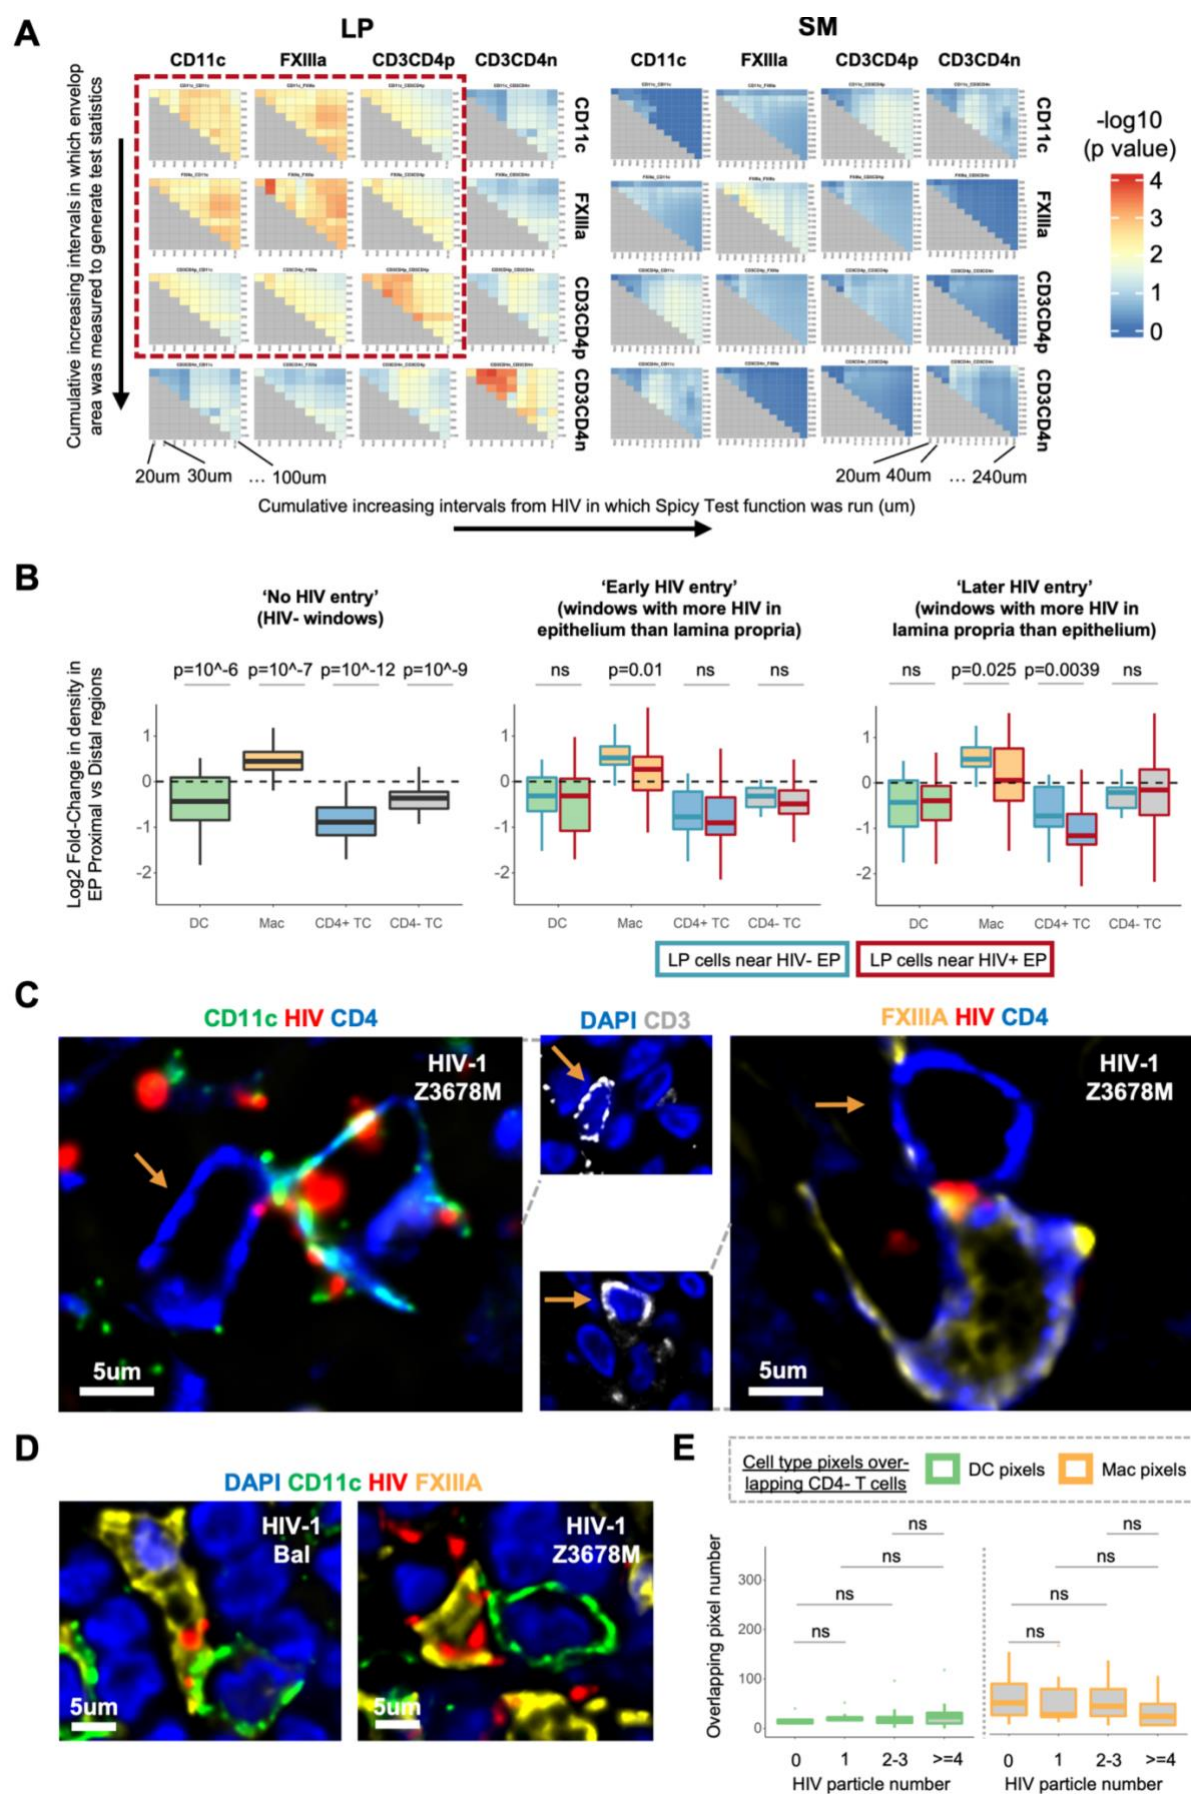 A
LP
SM
CD11c
FXIIIa
CD3CD4p
CD3CD4n
CD11c
FXIIIa
CD3CD4p
CD3CD4n
Cumulative increasing intervals in which envelop
area was measured to generate test statistics
CD11c
FXIIIa
CD3CD4p
CD3CD4n
CD11c
FXIIIa
CD3CD4p
CD3CD4n
-log10
(p value)
4
3
2
1
0
20um 30um ... 100um
20um 40um ... 240um
Cumulative increasing intervals from HIV in which Spicy Test function was run (um)
B
‘No HIV entry’
(HIV- windows)
‘Early HIV entry’
(windows with more HIV in
epithelium than lamina propria)
‘Later HIV entry’
(windows with more HIV in
lamina propria than epithelium)
p=10^-6 p=10^-7 p=10^-12 p=10^-9
ns p=0.01 ns ns
ns p=0.025 p=0.0039 ns
Log2 Fold-Change in density in
EP Proximal vs Distal regions
1
0
-1
-2
1
0
-1
-2
1
0
-1
-2
DC Mac CD4+ TC CD4- TC
DC Mac CD4+ TC CD4- TC
DC Mac CD4+ TC CD4- TC
LP cells near HIV- EP
LP cells near HIV+ EP
C
CD11c HIV CD4
DAPI CD3
FXIIIA HIV CD4
HIV-1
Z3678M
5um
HIV-1
Z3678M
5um
D
DAPI CD11c HIV FXIIIA
HIV-1
Bal
5um
HIV-1
Z3678M
5um
E
Cell type pixels over-
lapping CD4- T cells
DC pixels
Mac pixels
Overlapping pixel number
300
200
100
0
ns
ns
ns
ns
ns
ns
ns
ns
0 1 2-3 >=4
HIV particle number
0 1 2-3 >=4
HIV particle number